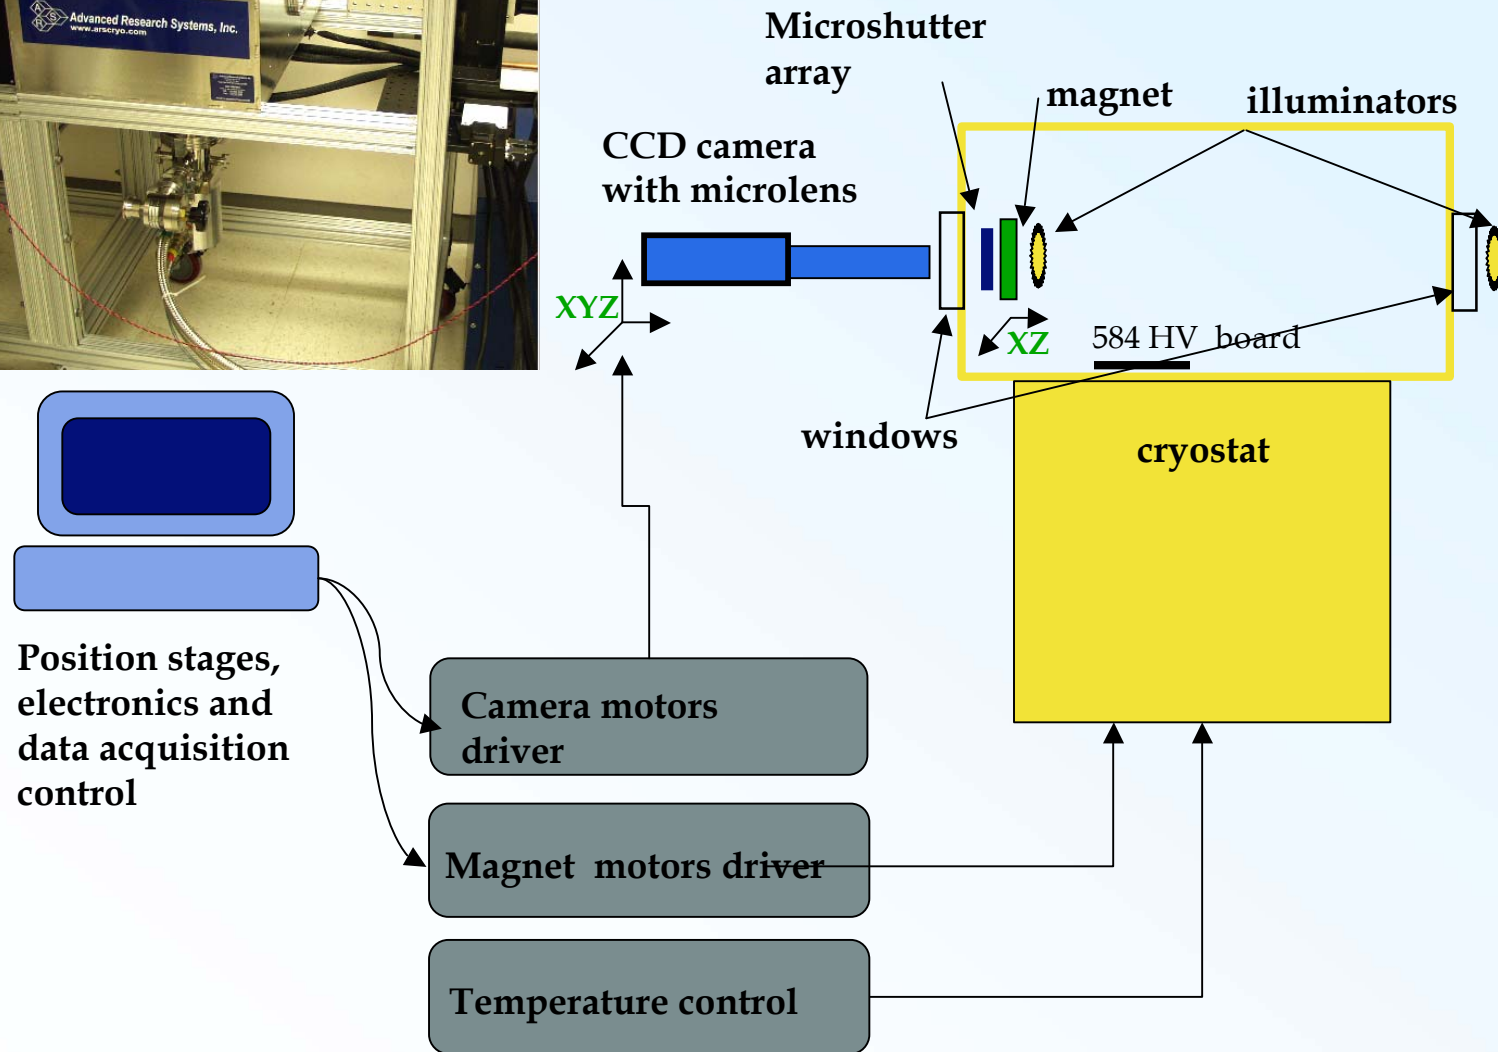 A
S
R
Advanced Research Systems, Inc.
www.arscryo.com
Microshutter
array
magnet
illuminators
CCD camera
with microlens
XYZ
XZ
584 HV  board
windows
cryostat
Position stages,
electronics and
data acquisition
control
Camera motors
driver
Magnet  motors driver
Temperature control